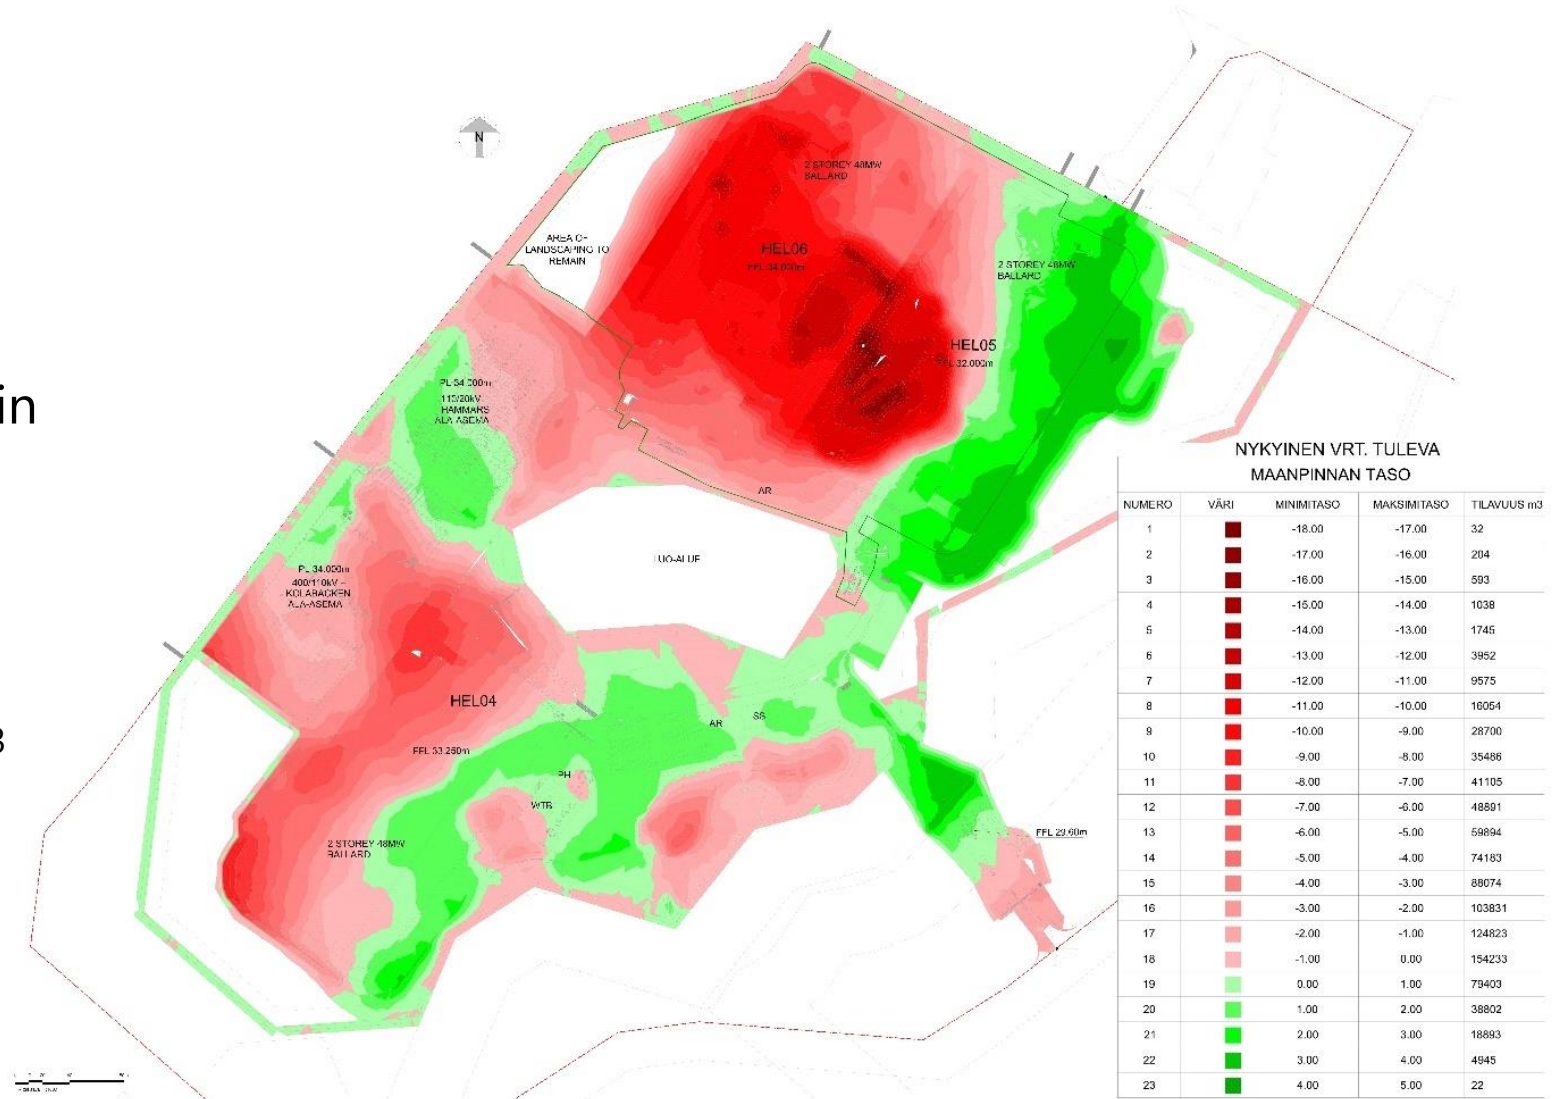 in
3
N
2 STOREY 48MW
BALLARD
AREA OF
LANDSCAPING TO
REMAIN
HEL06
FFL 34.000m
2 STOREY 48MW
BALLARD
HEL05
FFL 32.000m
PL 34.000m
110/20kV
HAMMARS
ALA-ASEMA
AR
LUO-ALUE
PL 34.000m
400/110kV –
KOLABACKEN
ALA-ASEMA
HEL04
AR
SS
FFL 33.250m
PH
WTB
2 STOREY 48MW
BALLARD
FFL 29.60m
NYKYINEN VRT. TULEVA
MAANPINNAN TASO
NUMERO VÄRI MINIMITASO MAKSIMITASO TILAVUUS m3
1 -18.00 -17.00 32
2 -17.00 -16.00 204
3 -16.00 -15.00 593
4 -15.00 -14.00 1038
5 -14.00 -13.00 1745
6 -13.00 -12.00 3952
7 -12.00 -11.00 9575
8 -11.00 -10.00 16054
9 -10.00 -9.00 28700
10 -9.00 -8.00 35486
11 -8.00 -7.00 41105
12 -7.00 -6.00 48891
13 -6.00 -5.00 59894
14 -5.00 -4.00 74183
15 -4.00 -3.00 88074
16 -3.00 -2.00 103831
17 -2.00 -1.00 124823
18 -1.00 0.00 154233
19 0.00 1.00 79403
20 1.00 2.00 38802
21 2.00 3.00 18893
22 3.00 4.00 4945
23 4.00 5.00 22